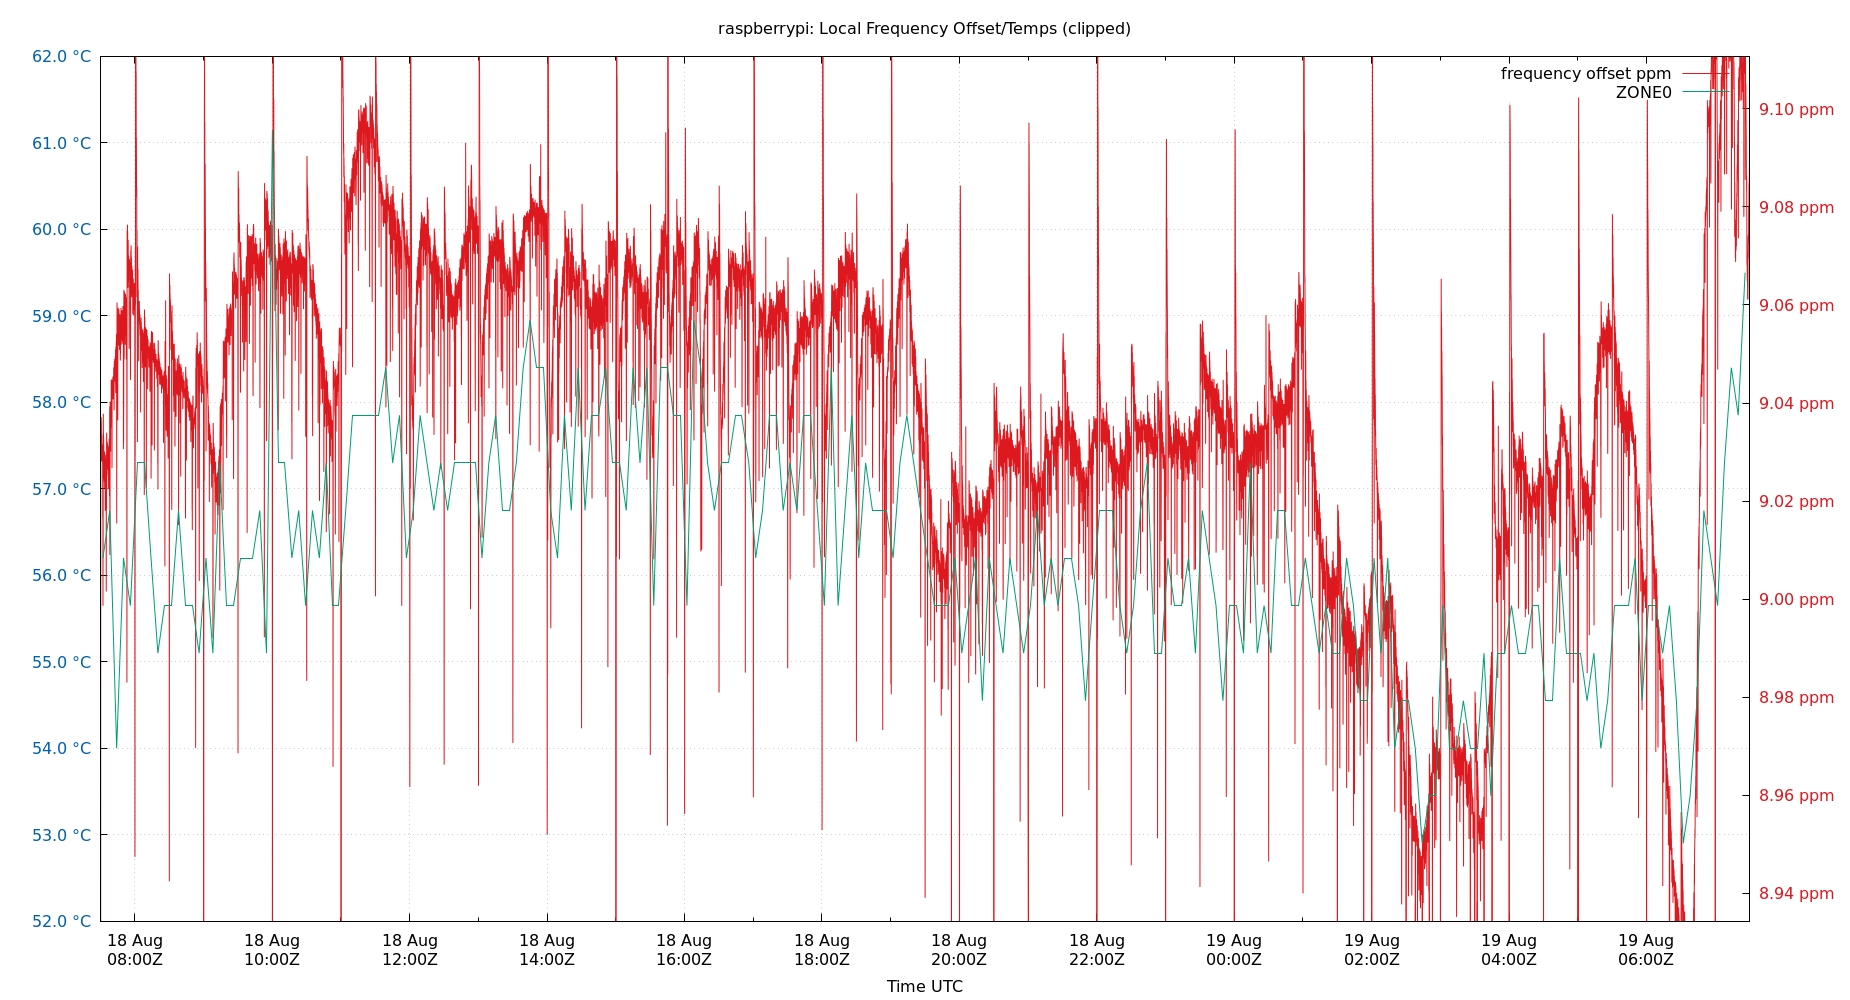 raspberrypi: Local Frequency Offset/Temps (clipped)
frequency offset ppm
ZONE0
62.0 °C
61.0 °C
60.0 °C
59.0 °C
58.0 °C
57.0 °C
56.0 °C
55.0 °C
54.0 °C
53.0 °C
52.0 °C
9.10 ppm
9.08 ppm
9.06 ppm
9.04 ppm
9.02 ppm
9.00 ppm
8.98 ppm
8.96 ppm
8.94 ppm
18 Aug
08:00Z
18 Aug
10:00Z
18 Aug
12:00Z
18 Aug
14:00Z
18 Aug
16:00Z
18 Aug
18:00Z
18 Aug
20:00Z
18 Aug
22:00Z
19 Aug
00:00Z
19 Aug
02:00Z
19 Aug
04:00Z
19 Aug
06:00Z
Time UTC